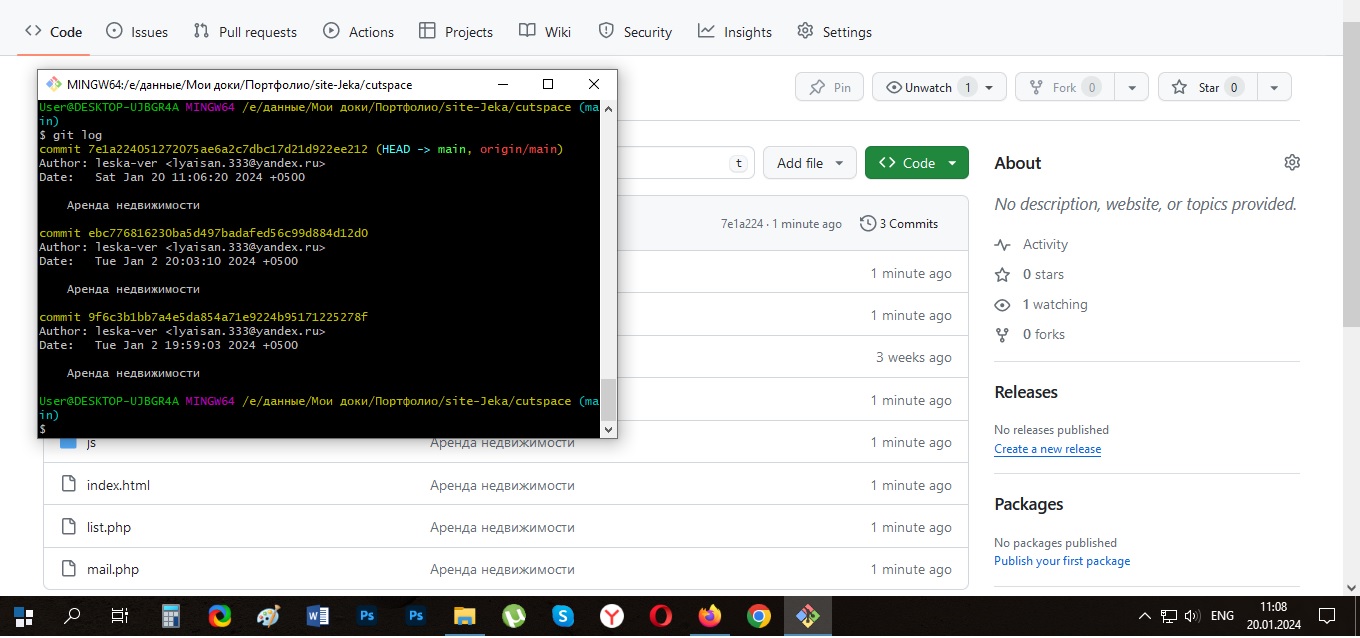 Code
Issues
Pull requests
Actions
Projects
Wiki
Security
Insights
Settings
MINGW64:/e/данные/Мои доки/Портфолио/site-Jeka/cutspace
Pin
Unwatch 1
Fork 0
Star 0
User@DESKTOP-UJBGR4A MINGW64 /e/данные/Мои доки/Портфолио/site-Jeka/cutspace (ma
in)
$ git log
commit 7e1a224051272075ae6a2c7dbc17d21d922ee212 (HEAD -> main, origin/main)
Author: leska-ver <lyaisan.333@yandex.ru>
Date:   Sat Jan 20 11:06:20 2024 +0500
Аренда недвижимости
commit ebc776816230ba5d497badafed56c99d884d12d0
Author: leska-ver <lyaisan.333@yandex.ru>
Date:   Tue Jan 2 20:03:10 2024 +0500
Аренда недвижимости
commit 9f6c3b1bb7a4e5da854a71e9224b95171225278f
Author: leska-ver <lyaisan.333@yandex.ru>
Date:   Tue Jan 2 19:59:03 2024 +0500
Аренда недвижимости
User@DESKTOP-UJBGR4A MINGW64 /e/данные/Мои доки/Портфолио/site-Jeka/cutspace (ma
in)
$
t
Add file
Code
7e1a224 · 1 minute ago
3 Commits
1 minute ago
1 minute ago
3 weeks ago
1 minute ago
js Аренда недвижимости 1 minute ago
index.html Аренда недвижимости 1 minute ago
list.php Аренда недвижимости 1 minute ago
mail.php Аренда недвижимости 1 minute ago
About
No description, website, or topics provided.
Activity
0 stars
1 watching
0 forks
Releases
No releases published
Create a new release
Packages
No packages published
Publish your first package
W
Ps
Ps
S
Y
ENG
11:08
20.01.2024